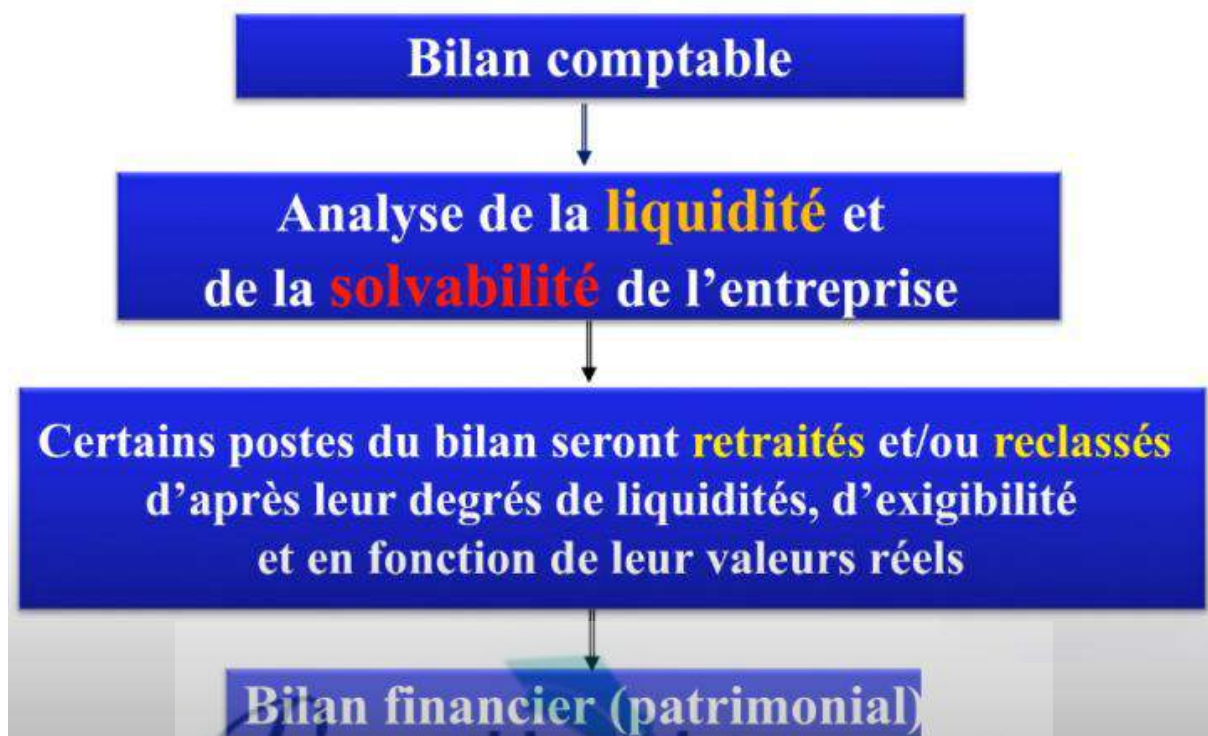 Bilan comptable
Analyse de la liquidité et
de la solvabilité de l'entreprise
Certains postes du bilan seront retraités et/ou reclassés
d'après leur degrés de liquidités, d'exigibilité
et en fonction de leur valeurs réels
Bilan financier (patrimonial)